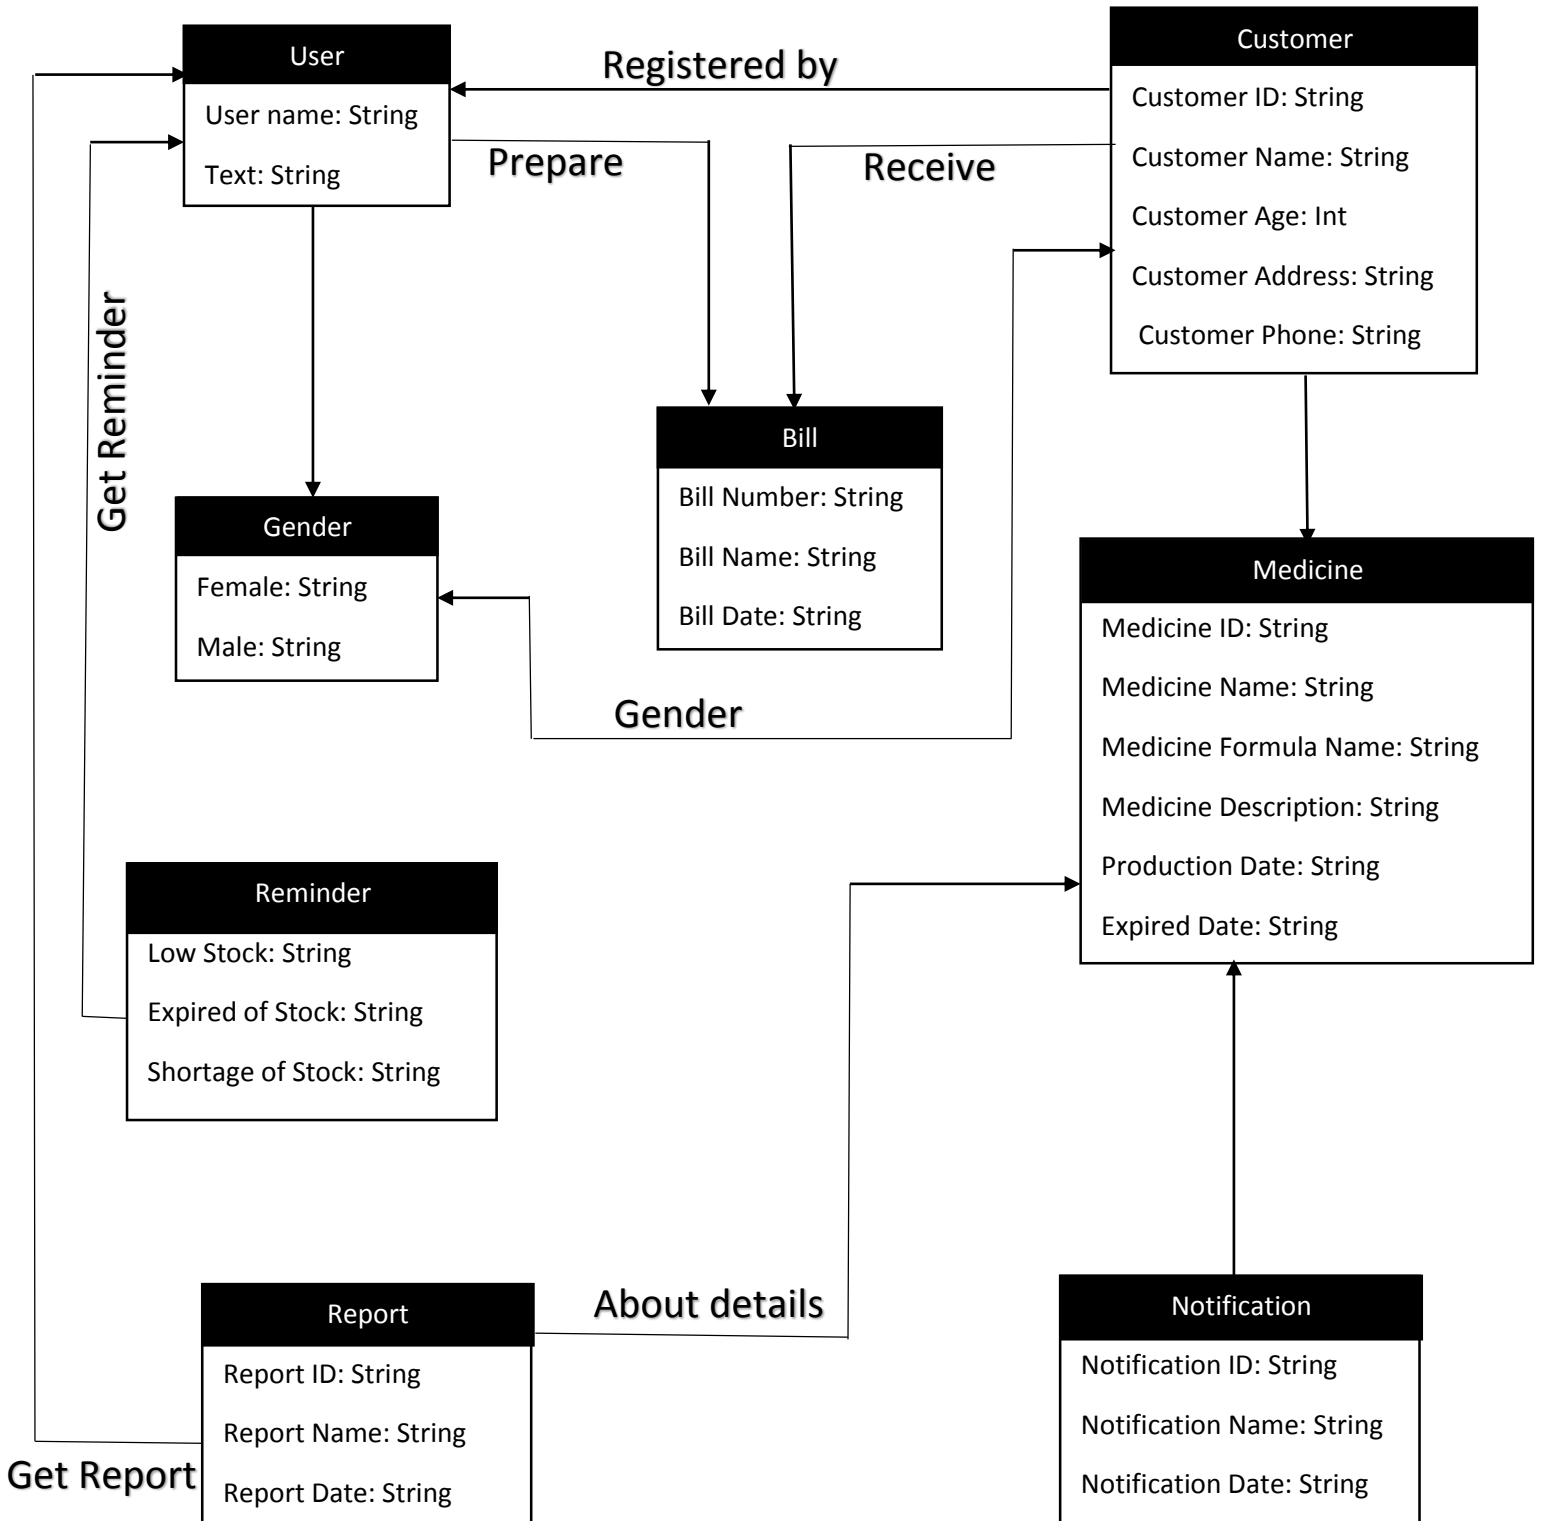 User
User name: String
Text: String
Registered by
Customer
Customer ID: String
Customer Name: String
Customer Age: Int
Customer Address: String
Customer Phone: String
Prepare
Receive
Get Reminder
Bill
Bill Number: String
Bill Name: String
Bill Date: String
Gender
Female: String
Male: String
Gender
Medicine
Medicine ID: String
Medicine Name: String
Medicine Formula Name: String
Medicine Description: String
Production Date: String
Expired Date: String
Reminder
Low Stock: String
Expired of Stock: String
Shortage of Stock: String
Report
Report ID: String
Report Name: String
Report Date: String
Get Report
About details
Notification
Notification ID: String
Notification Name: String
Notification Date: String